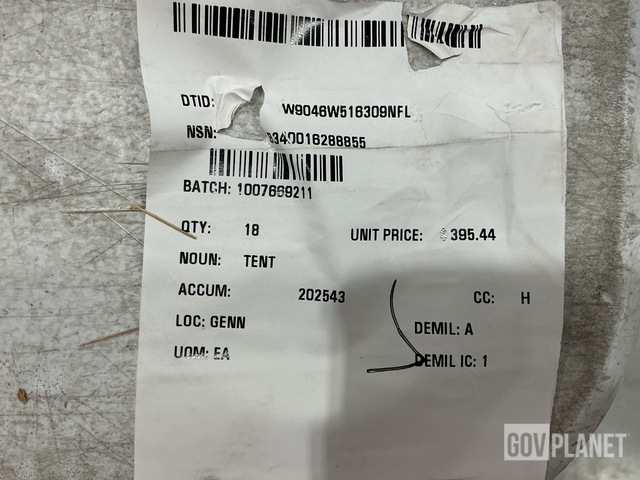 DTID: W9046W516309NFL
NSN: 8340016288855
BATCH: 1007669211
QTY: 18 UNIT PRICE: $ 395.44
NOUN: TENT
ACCUM: 202543 CC: H
LOC: GENN DEMIL: A
UOM: EA DEMIL IC: 1
GOVPLANET